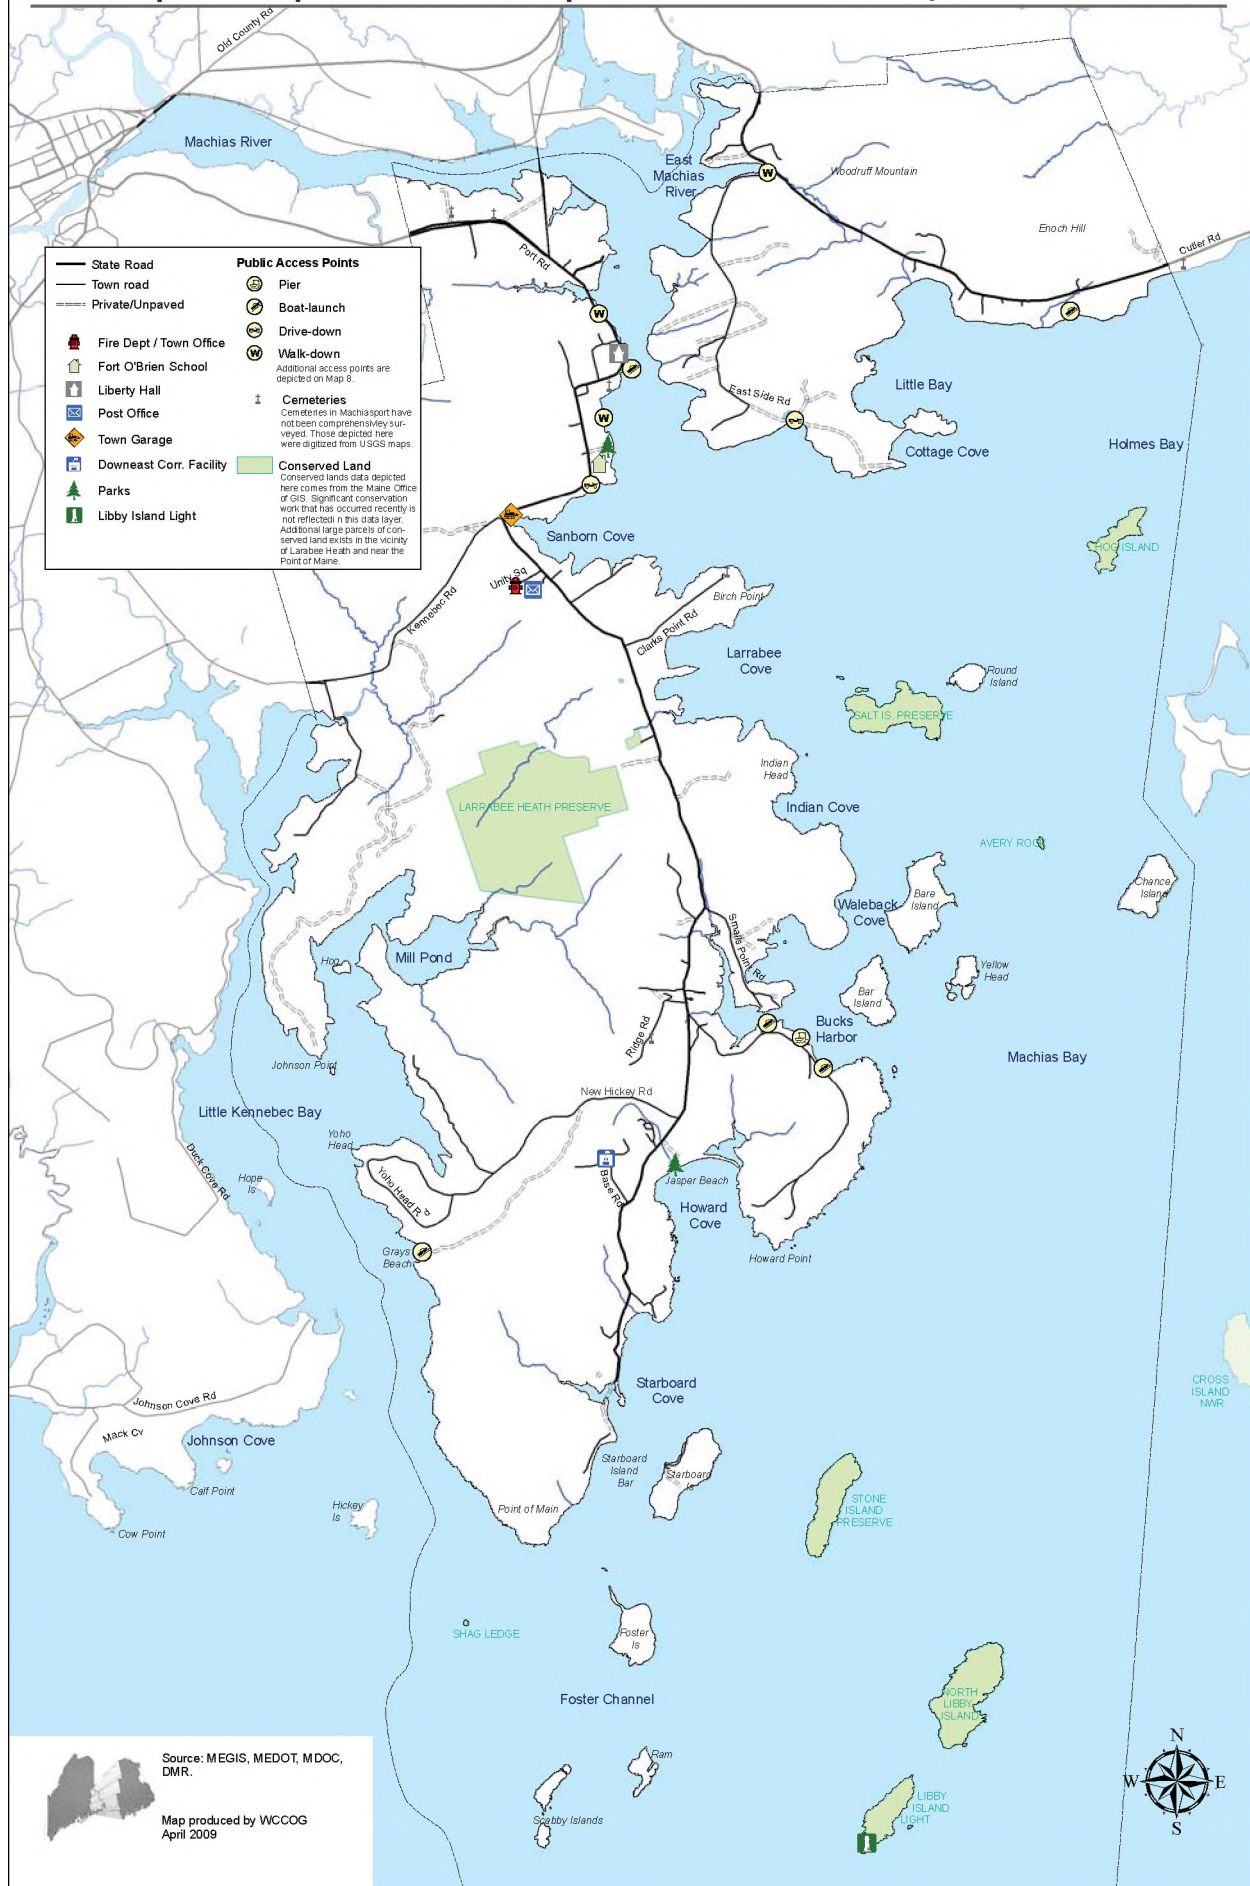 Old County Rd
Machias River
East
Machias
River
Woodruff Mountain
Enoch Hill
Cutler Rd
Port Rd
State Road
Town road
Private/Unpaved
Fire Dept / Town Office
Fort O'Brien School
Liberty Hall
Post Office
Town Garage
Downeast Corr. Facility
Parks
Libby Island Light
Public Access Points
Pier
Boat-launch
Drive-down
W
Walk-down
Additional access points are
depicted on Map 8.
Cemeteries
Cemeteries in Machiasport have
not been comprehensivley sur-
veyed. Those depicted here
were digitized from USGS maps.
Conserved Land
Conserved lands data depicted
here comes from the Maine Office
of GIS. Significant conservation
work that has occurred recently is
not reflected in this data layer.
Additional large parcels of con-
served land exists in the vicinity
of Larabee Heath and near the
Point of Maine.
W
W
W
Little Bay
East Side Rd
Cottage Cove
Holmes Bay
HOG ISLAND
Sanborn Cove
Unity Sq
Kennebec Rd
Birch Point
Clarks Point Rd
Larrabee
Cove
Round
Island
SALT IS. PRESERVE
Indian
Head
LARRABEE HEATH PRESERVE
Indian Cove
AVERY ROCK
Chance
Island
Bare
Island
Waleback
Cove
Smalls Point Rd
Mill Pond
Hog
Yellow
Head
Bar
Island
Bucks
Harbor
Ridge Rd
Machias Bay
Johnson Point
New Hickey Rd
Little Kennebec Bay
Yoho
Head
Duck Cove Rd
Hope
Is
Yoho Head Rd
Base Rd
Jasper Beach
Howard
Cove
Grays
Beach
Howard Point
Starboard
Cove
CROSS
ISLAND
NWR
Johnson Cove Rd
Mack Cv
Johnson Cove
Starboard
Island
Bar
Starboard
Is
Calf Point
Hickey
Is
Point of Main
STONE
ISLAND
PRESERVE
Cow Point
SHAG LEDGE
Foster
Is
Foster Channel
NORTH
LIBBY
ISLAND
Ram
Scabby Islands
LIBBY
ISLAND
LIGHT
N
W
E
S
Source: MEGIS, MEDOT, MDOC,
DMR.
Map produced by WCCOG
April 2009